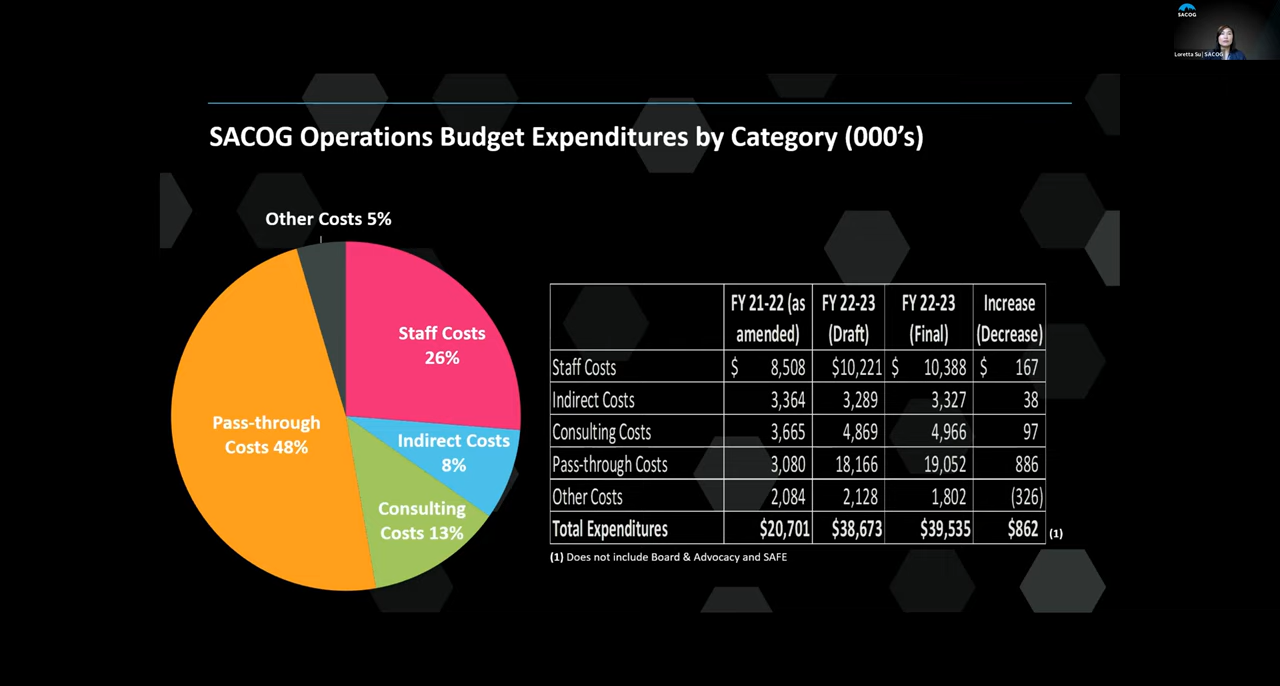 SACOG
Loretta Su | SACOG
SACOG Operations Budget Expenditures by Category (000’s)
Other Costs 5%
Staff Costs
26%
Pass-through
Costs 48%
Indirect Costs
8%
Consulting
Costs 13%
FY 21-22 (as amended) FY 22-23 (Draft) FY 22-23 (Final) Increase (Decrease)
Staff Costs $ 8,508 $10,221 $ 10,388 $ 167
Indirect Costs 3,364 3,289 3,327 38
Consulting Costs 3,665 4,869 4,966 97
Pass-through Costs 3,080 18,166 19,052 886
Other Costs 2,084 2,128 1,802 (326)
Total Expenditures $20,701 $38,673 $39,535 $862 (1)
(1) Does not include Board & Advocacy and SAFE